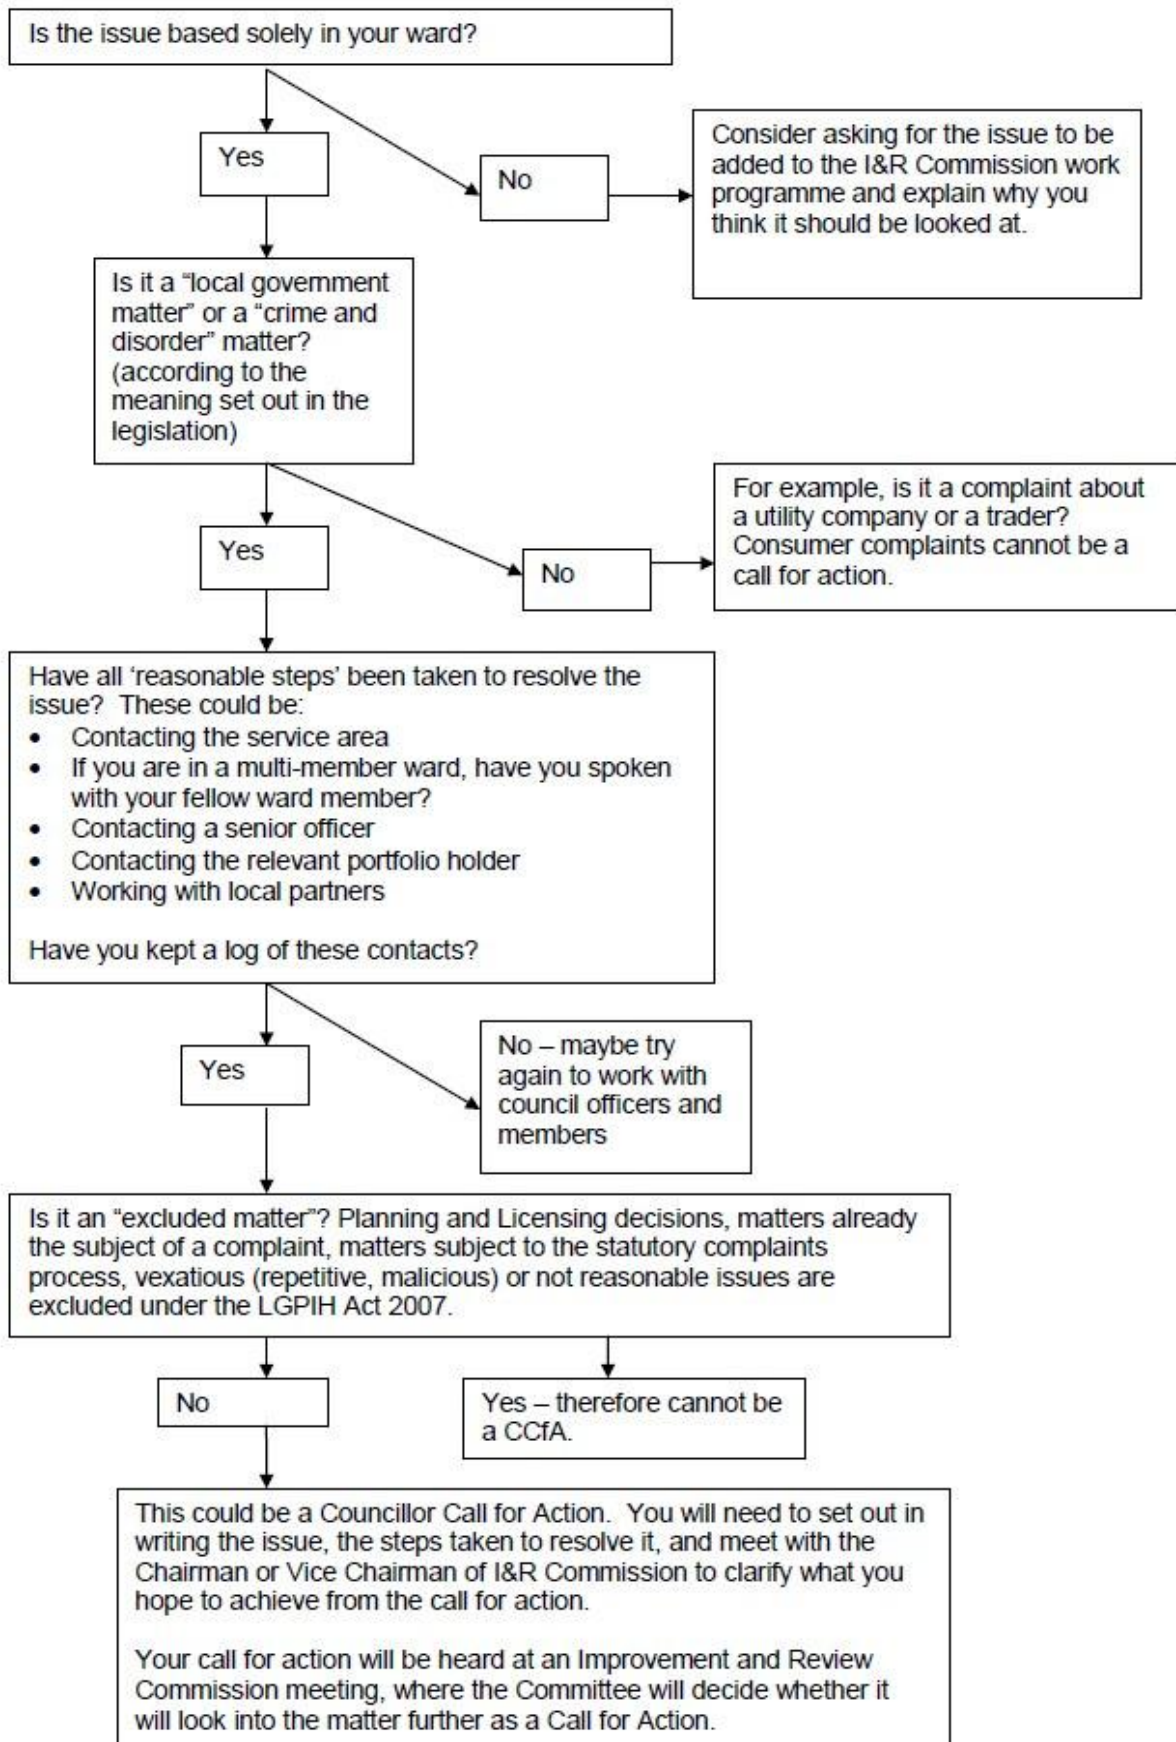 Is the issue based solely in your ward?
Yes
No
Consider asking for the issue to be
added to the I&R Commission work
programme and explain why you
think it should be looked at.
Is it a “local government
matter” or a “crime and
disorder” matter?
(according to the
meaning set out in the
legislation)
Yes
No
For example, is it a complaint about
a utility company or a trader?
Consumer complaints cannot be a
call for action.
Have all ‘reasonable steps’ been taken to resolve the
issue?  These could be:
• Contacting the service area
• If you are in a multi-member ward, have you spoken
with your fellow ward member?
• Contacting a senior officer
• Contacting the relevant portfolio holder
• Working with local partners
Have you kept a log of these contacts?
Yes
No – maybe try
again to work with
council officers and
members
Is it an “excluded matter”? Planning and Licensing decisions, matters already
the subject of a complaint, matters subject to the statutory complaints
process, vexatious (repetitive, malicious) or not reasonable issues are
excluded under the LGPIH Act 2007.
No
Yes – therefore cannot be
a CCfA.
This could be a Councillor Call for Action.  You will need to set out in
writing the issue, the steps taken to resolve it, and meet with the
Chairman or Vice Chairman of I&R Commission to clarify what you
hope to achieve from the call for action.
Your call for action will be heard at an Improvement and Review
Commission meeting, where the Committee will decide whether it
will look into the matter further as a Call for Action.